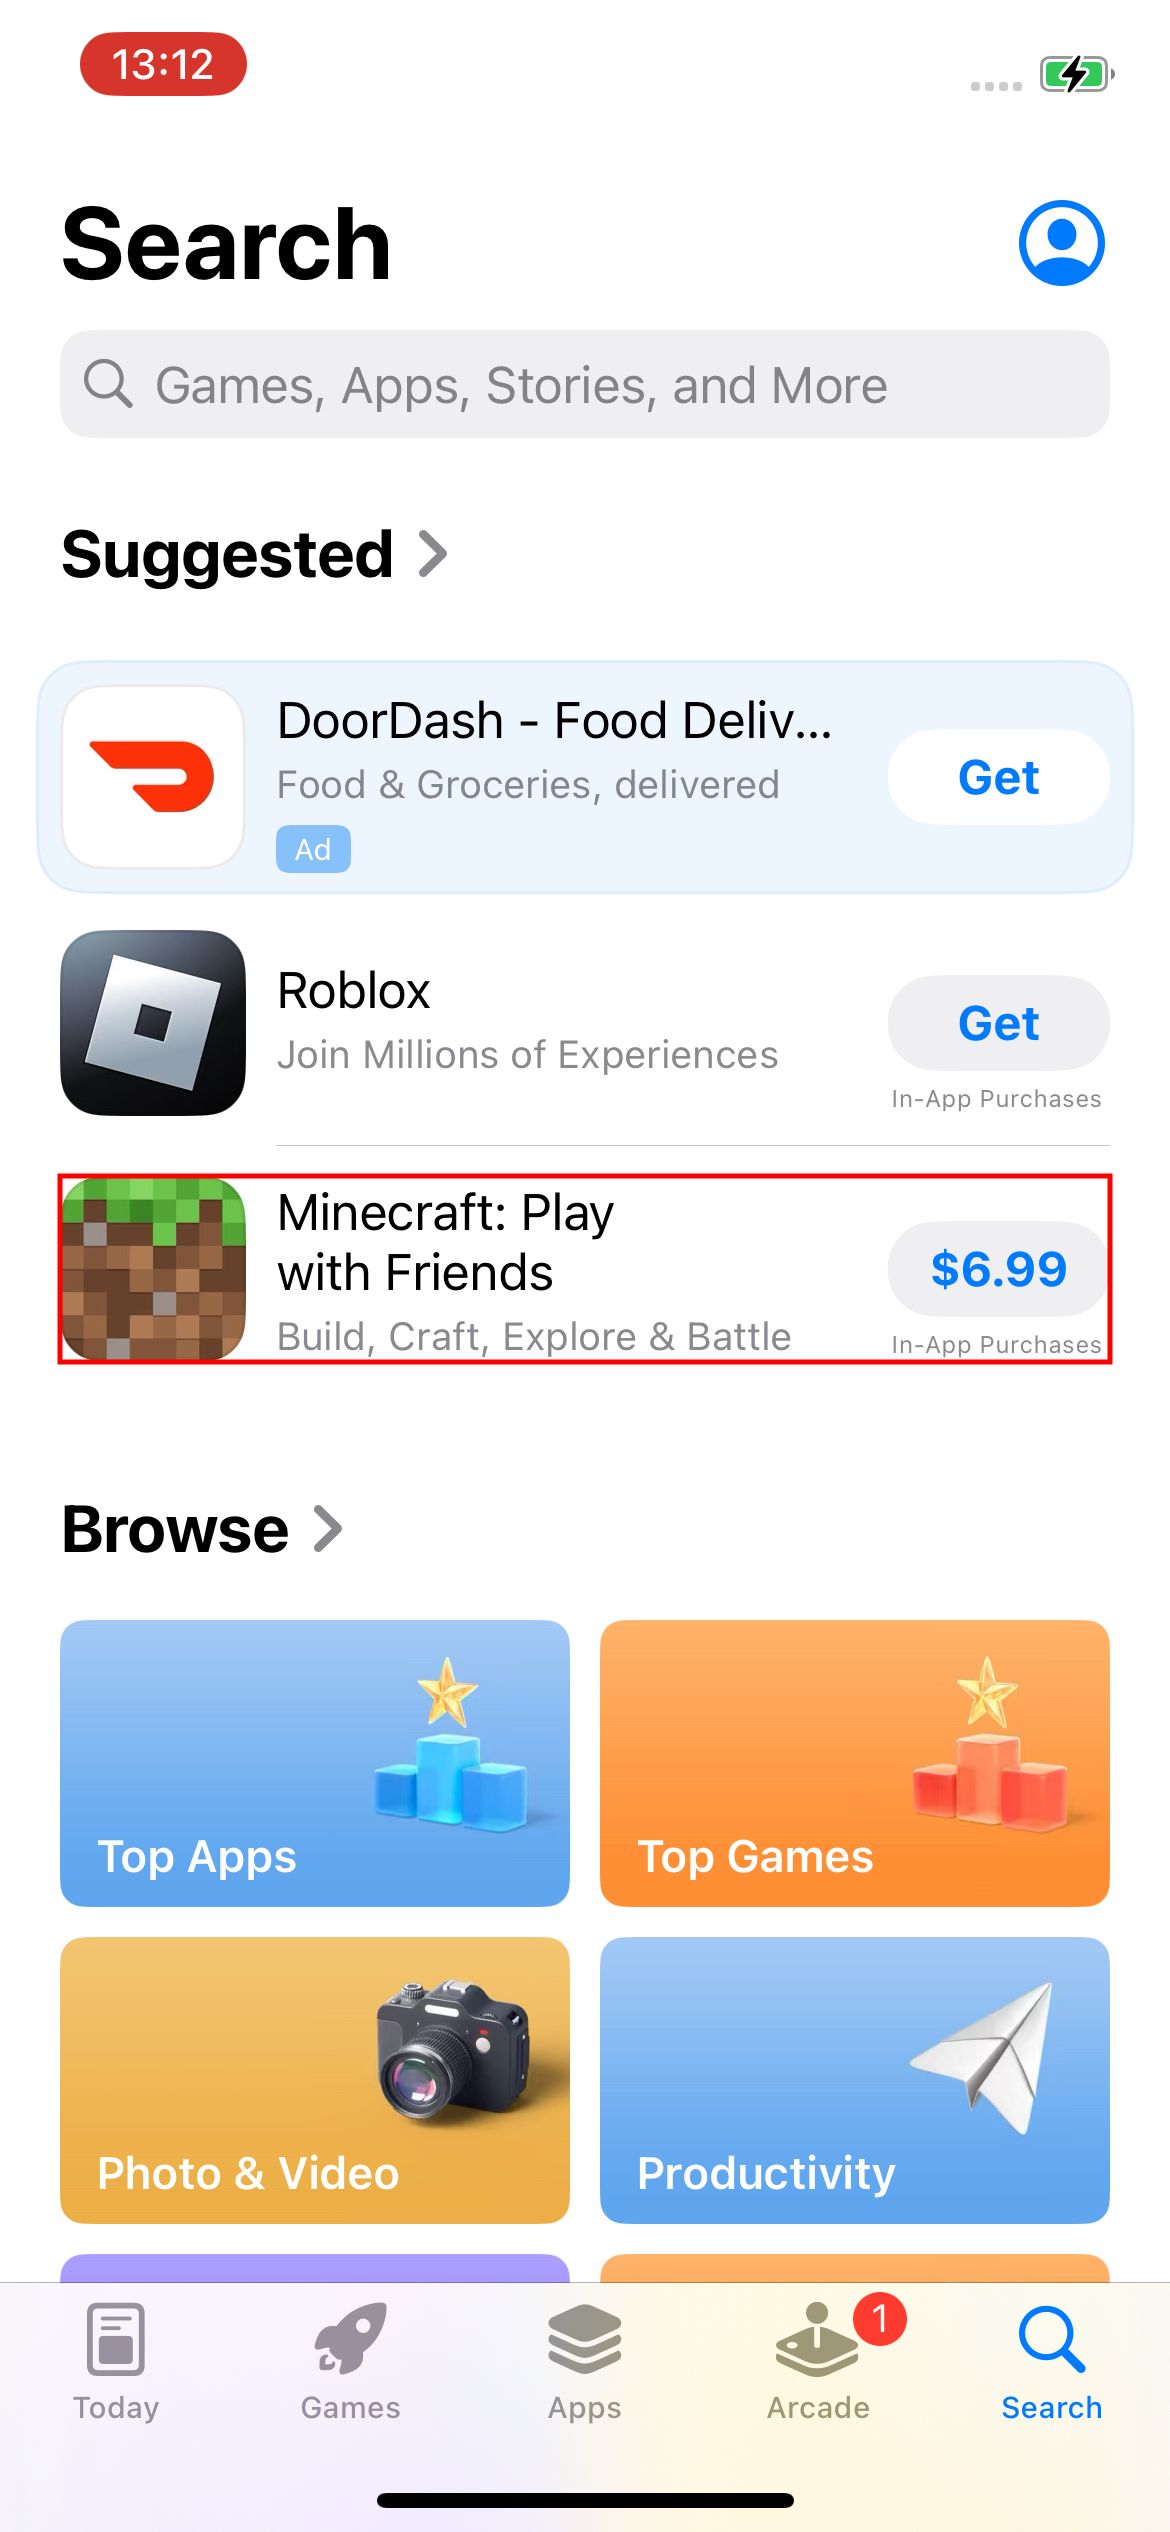 13:12
Search
Games, Apps, Stories, and More
Suggested
DoorDash - Food Deliv...
Food & Groceries, delivered
Ad
Get
Roblox
Join Millions of Experiences
Get
In-App Purchases
Minecraft: Play
with Friends
Build, Craft, Explore & Battle
$6.99
In-App Purchases
Browse
Top Apps
Top Games
Photo & Video
Productivity
1
Today
Games
Apps
Arcade
Search